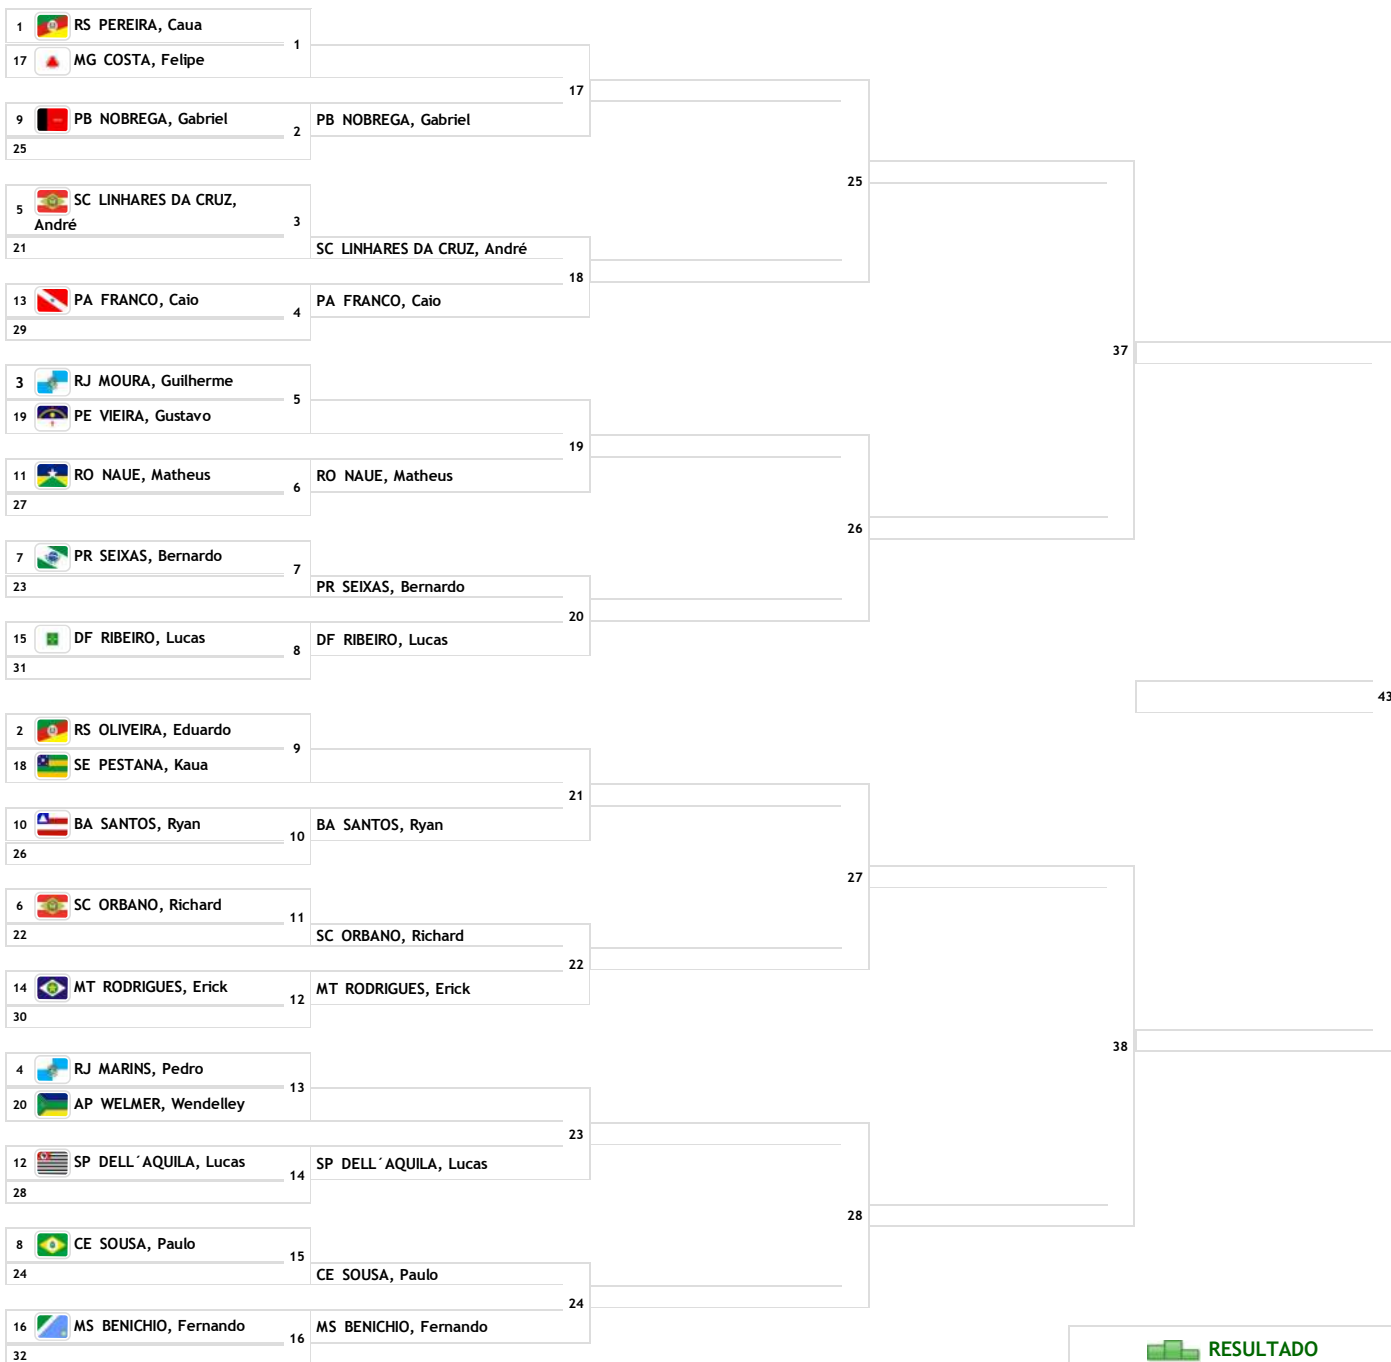 1 RS PEREIRA, Caua
1
17 MG COSTA, Felipe
17
9 PB NOBREGA, Gabriel
2
PB NOBREGA, Gabriel
25
25
5 SC LINHARES DA CRUZ,
André
3
21
SC LINHARES DA CRUZ, André
18
13 PA FRANCO, Caio
4
PA FRANCO, Caio
29
37
3 RJ MOURA, Guilherme
5
19 PE VIEIRA, Gustavo
19
11 RO NAUE, Matheus
6
RO NAUE, Matheus
27
26
7 PR SEIXAS, Bernardo
7
23
PR SEIXAS, Bernardo
20
15 DF RIBEIRO, Lucas
8
DF RIBEIRO, Lucas
31
43
2 RS OLIVEIRA, Eduardo
9
18 SE PESTANA, Kaua
21
10 BA SANTOS, Ryan
10
BA SANTOS, Ryan
26
27
6 SC ORBANO, Richard
11
22
SC ORBANO, Richard
22
14 MT RODRIGUES, Erick
12
MT RODRIGUES, Erick
30
38
4 RJ MARINS, Pedro
13
20 AP WELMER, Wendelley
23
12 SP DELL´AQUILA, Lucas
14
SP DELL´AQUILA, Lucas
28
28
8 CE SOUSA, Paulo
15
24
CE SOUSA, Paulo
24
16 MS BENICHIO, Fernando
16
MS BENICHIO, Fernando
32
RESULTADO